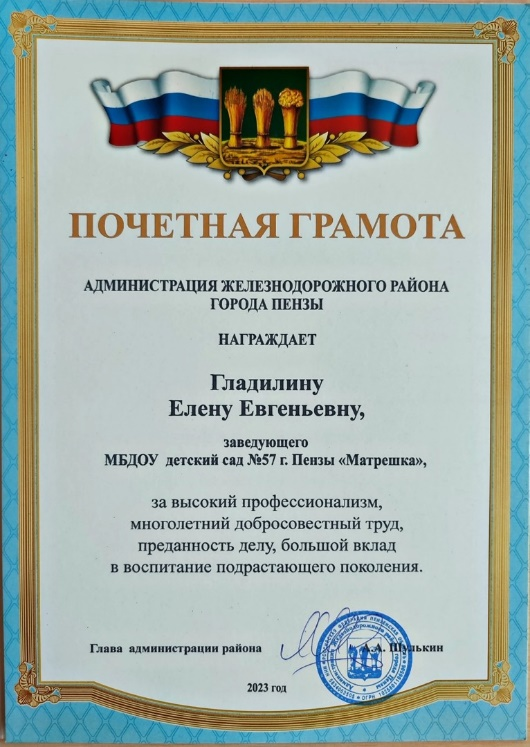 ПОЧЕТНАЯ ГРАМОТА
АДМИНИСТРАЦИЯ ЖЕЛЕЗНОДОРОЖНОГО РАЙОНА
ГОРОДА ПЕНЗЫ
НАГРАЖДАЕТ
Гладилину
Елену Евгеньевну,
заведующего
МБДОУ детский сад №57 г. Пензы «Матрешка»,
за высокий профессионализм,
многолетний добросовестный труд,
преданность делу, большой вклад
в воспитание подрастающего поколения.
Глава администрации района А.А. Шулькин
2023 год